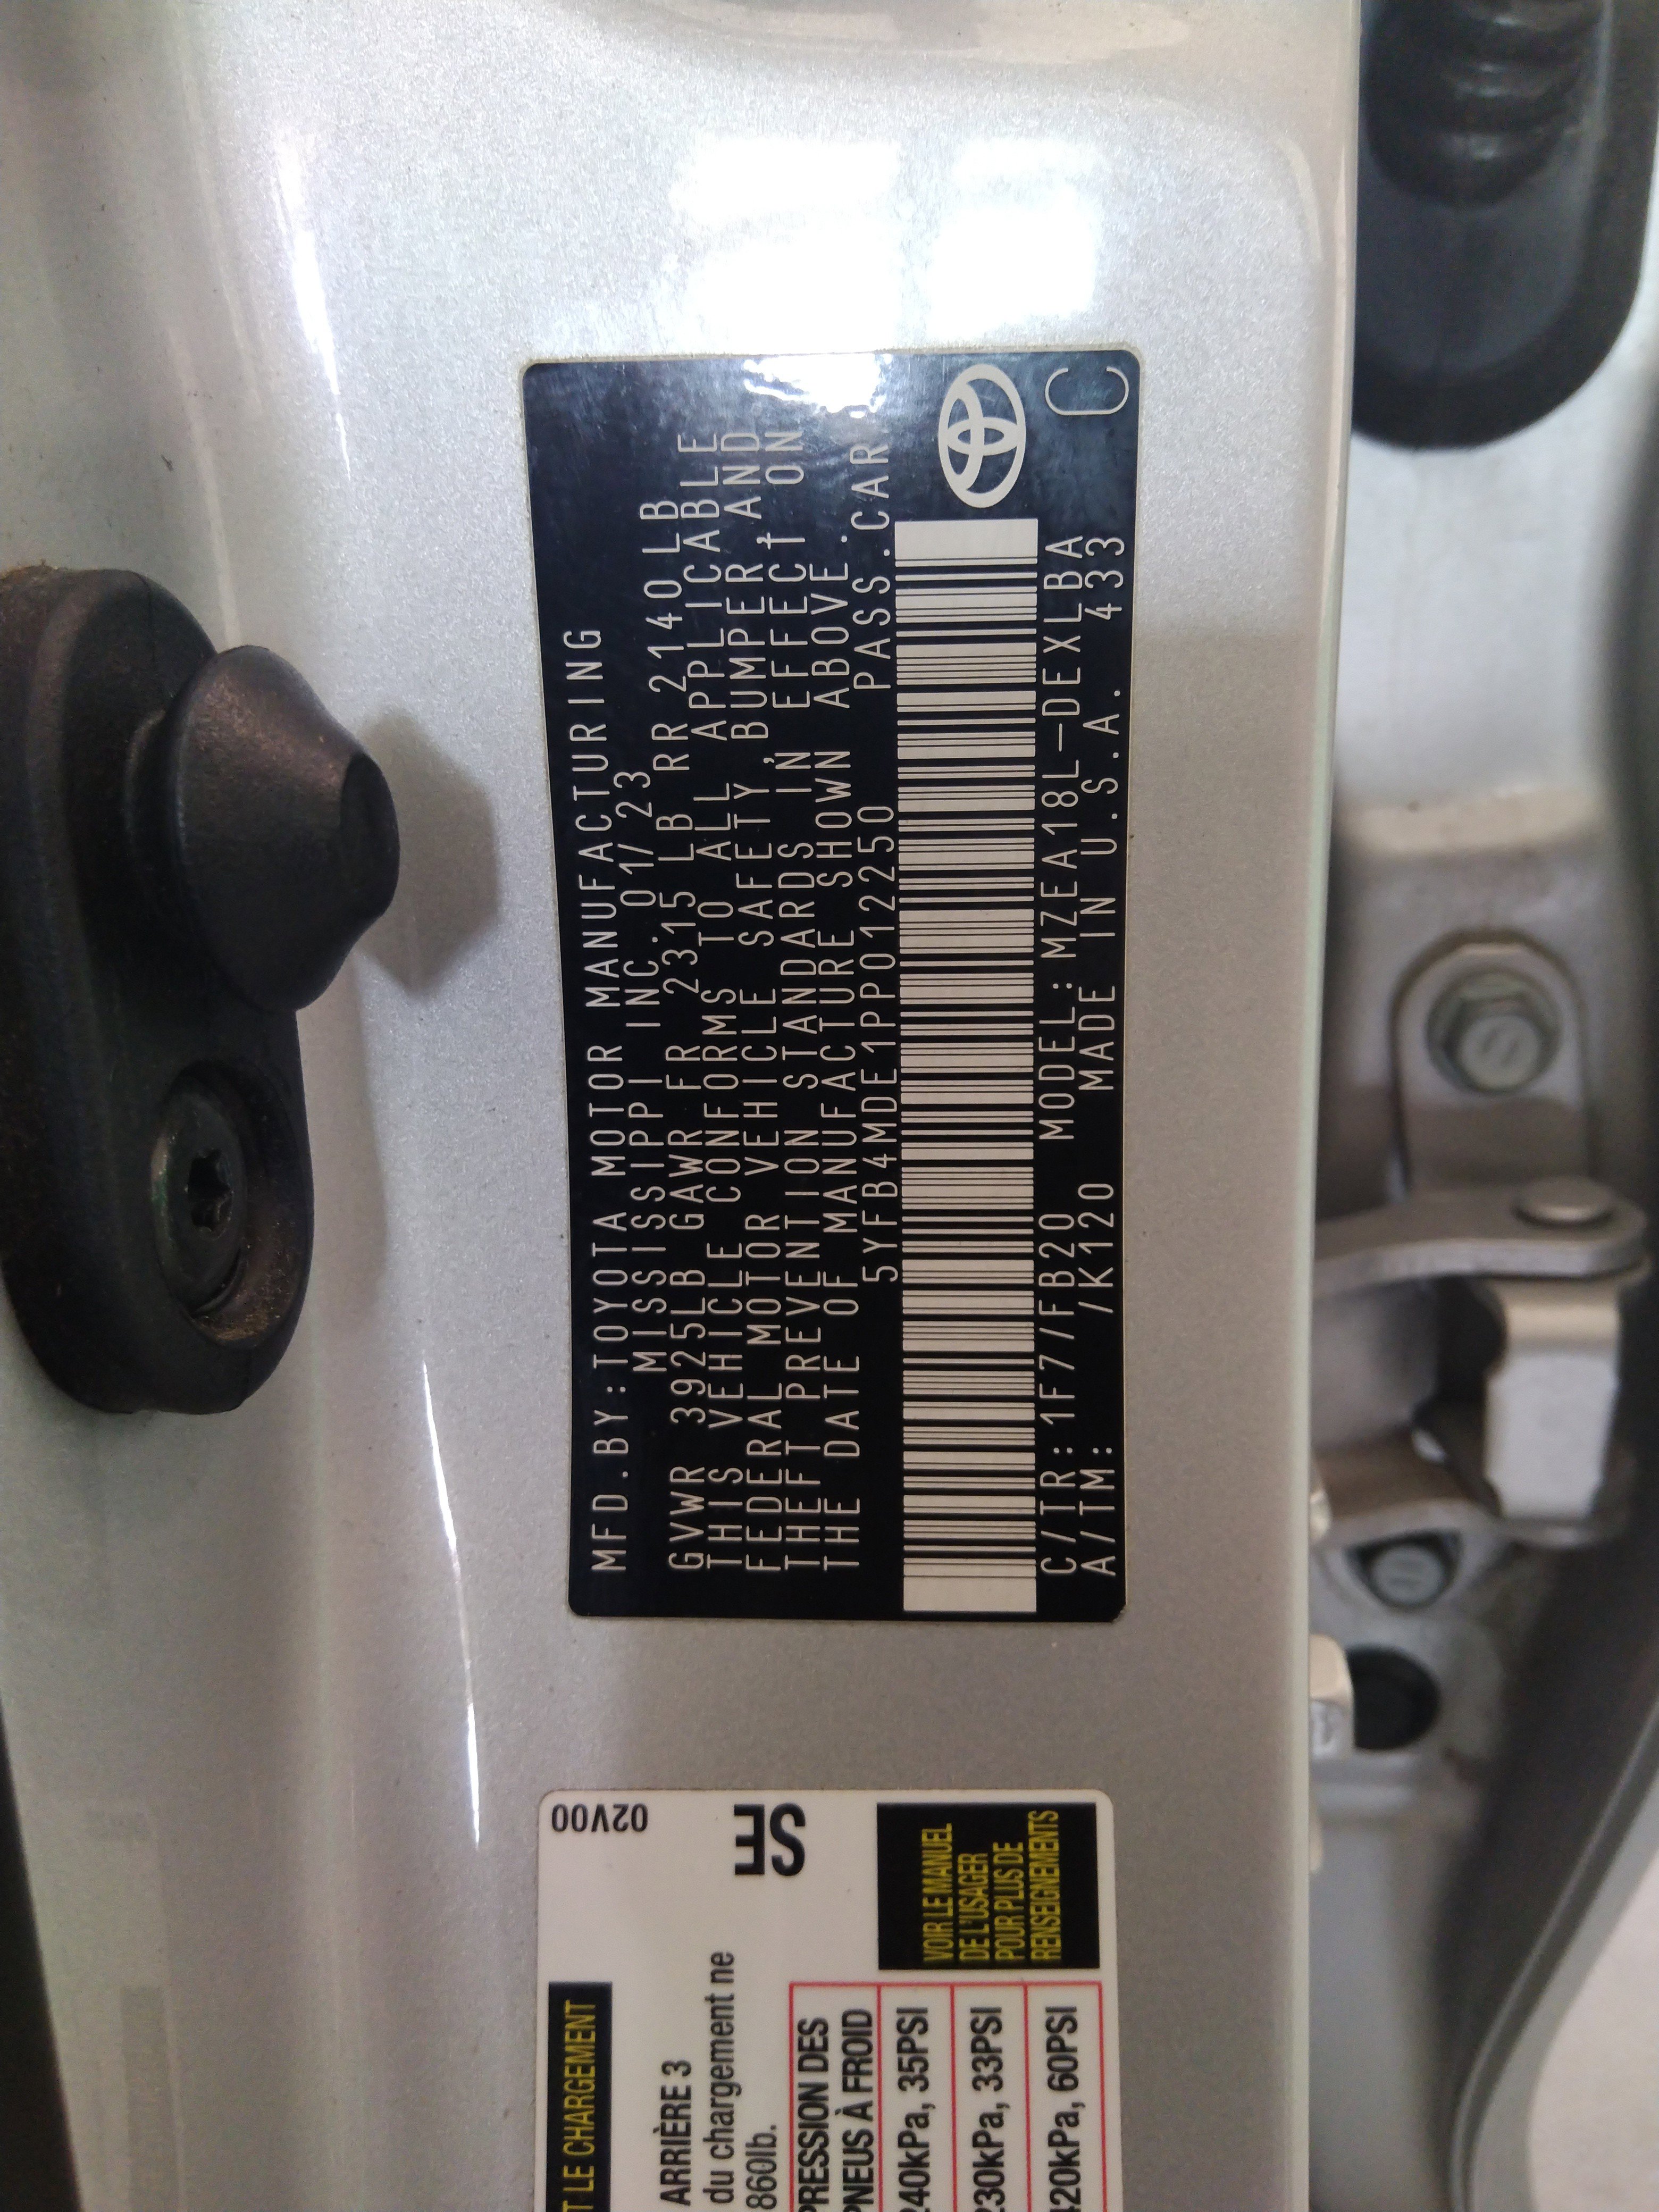 MFD.BY:TOYOTA MOTOR MANUFACTURING
MISSISSIPPI INC. 01/23
GVWR 3925LB GAWR FR 2315 LB RR 2140LB
THIS VEHICLE CONFORMS TO ALL APPLICABLE
FEDERAL MOTOR VEHICLE SAFETY, BUMPER, AND
THEFT PREVENTION STANDARDS IN EFFECT ON
THE DATE OF MANUFACTURE SHOWN ABOVE.
5YFB4MDE1PP012250 PASS.CAR
C/TR:1F7/FB20 MODEL:MZEA18L-DEXLBA
A/TM: /K120 MADE IN U.S.A. 433
C
02V00
SE
T LE CHARGEMENT
ARRIÈRE 3
du chargement ne
860lb.
PRESSION DES
PNEUS À FROID
240kPa, 35PSI
230kPa, 33PSI
420kPa, 60PSI
VOIR LE MANUEL
DE L'USAGER
POUR PLUS DE
RENSEIGNEMENTS